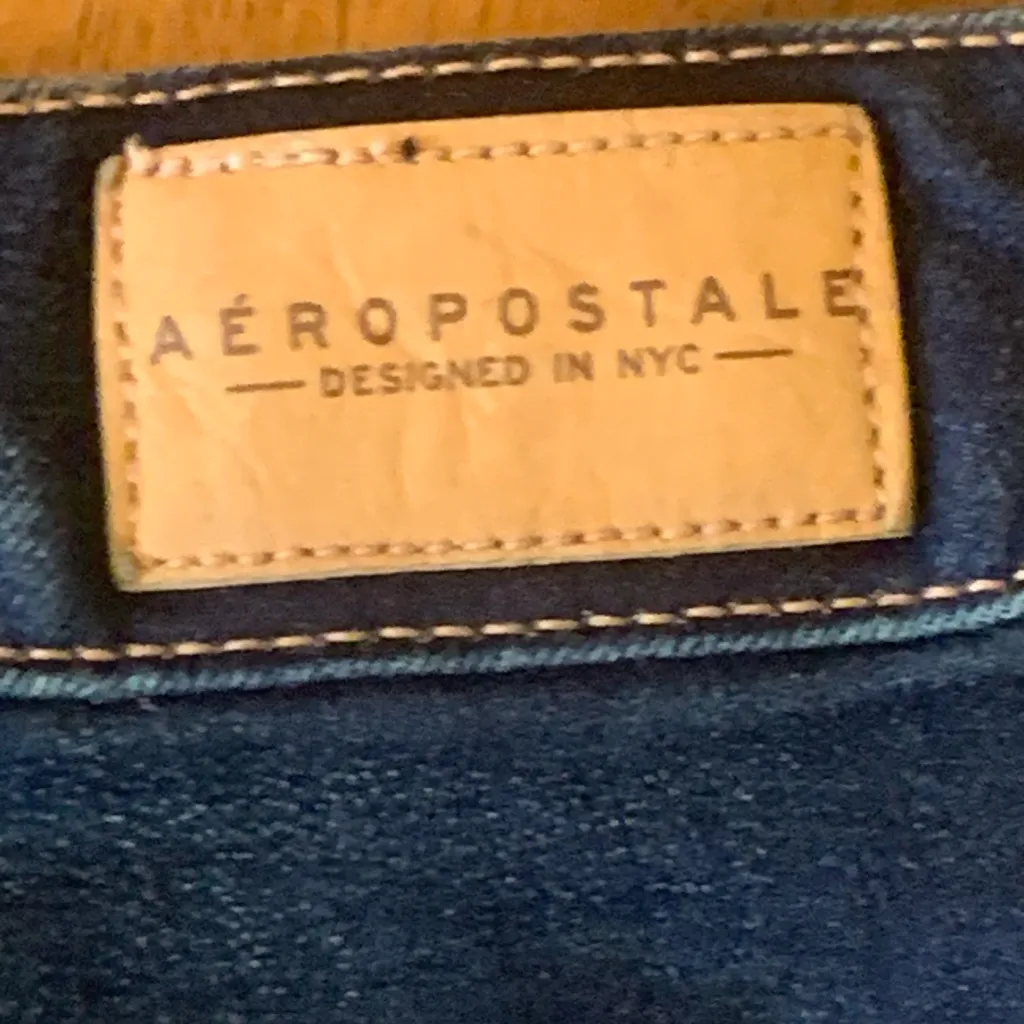 AÉROPOSTALE
— DESIGNED IN NYC —